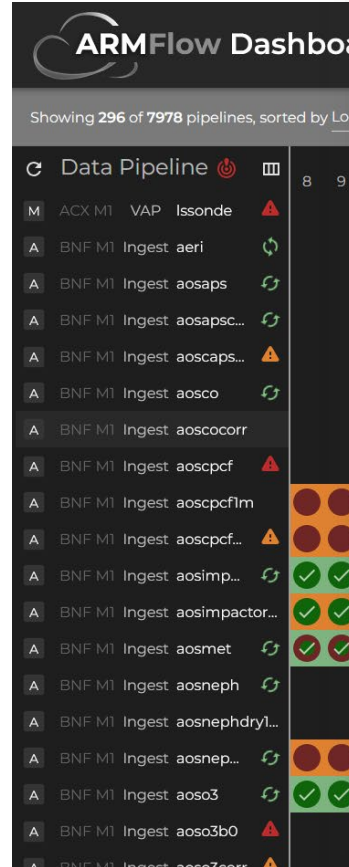 ARMFlow Dashboa
Showing 296 of 7978 pipelines, sorted by Lo
Data Pipeline
8 9
M ACX M1 VAP lssonde
A BNF M1 Ingest aeri
A BNF M1 Ingest aosaps
A BNF M1 Ingest aosapsc...
A BNF M1 Ingest aoscaps...
A BNF M1 Ingest aosco
A BNF M1 Ingest aoscocorr
A BNF M1 Ingest aoscpcf
A BNF M1 Ingest aoscpcf1m
A BNF M1 Ingest aoscpcf...
A BNF M1 Ingest aosimp...
A BNF M1 Ingest aosimpactor...
A BNF M1 Ingest aosmet
A BNF M1 Ingest aosneph
A BNF M1 Ingest aosnephdry1...
A BNF M1 Ingest aosnep...
A BNF M1 Ingest aoso3
A BNF M1 Ingest aoso3b0
A BNF M1 Ingest aoso3corr